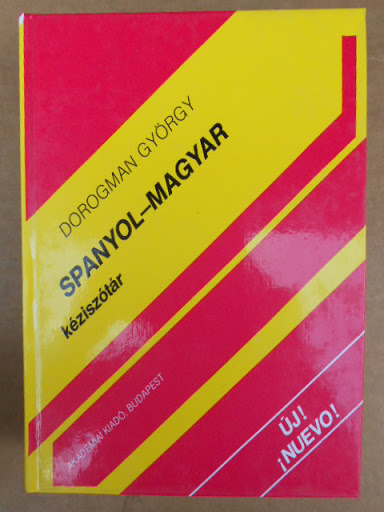 DOROGMAN GYÖRGY
SPANYOL–MAGYAR
kéziszótár
AKADÉMIAI KIADÓ, BUDAPEST
ÚJ!
¡NUEVO!